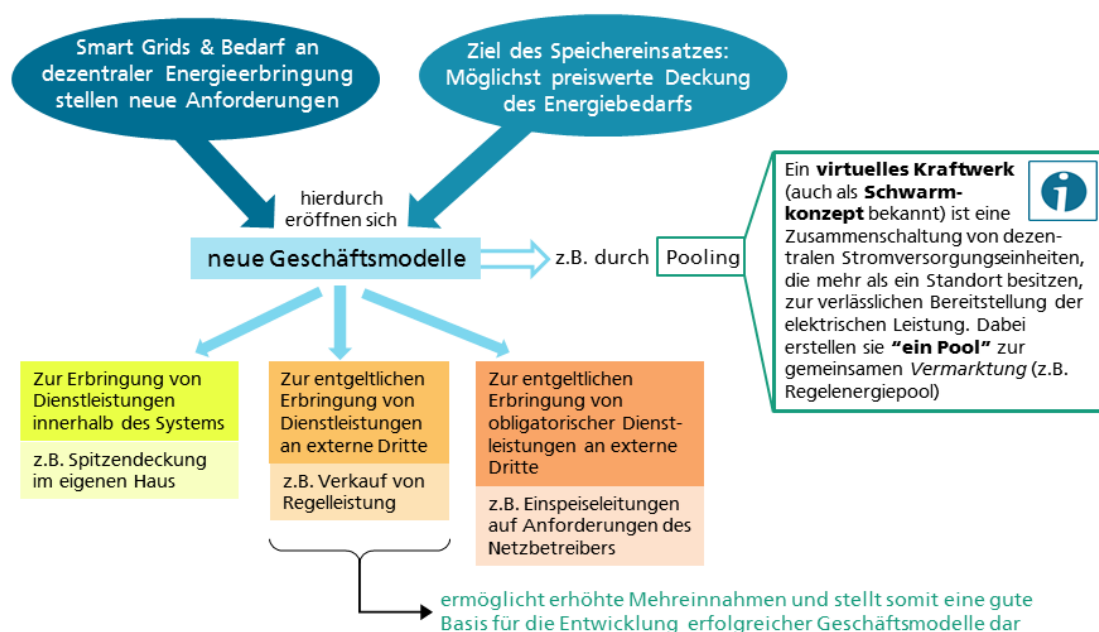 Smart Grids & Bedarf an
dezentraler Energieerbringung
stellen neue Anforderungen
Ziel des Speichereinsatzes:
Möglichst preiswerte Deckung
des Energiebedarfs
hierdurch
eröffnen sich
neue Geschäftsmodelle
z.B. durch
Pooling
Ein virtuelles Kraftwerk
(auch als Schwarm-
konzept bekannt) ist eine
Zusammenschaltung von dezen-
tralen Stromversorgungseinheiten,
die mehr als ein Standort besitzen,
zur verlässlichen Bereitstellung der
elektrischen Leistung. Dabei
erstellen sie “ein Pool” zur
gemeinsamen Vermarktung (z.B.
Regelenergiepool)
i
Zur Erbringung von
Dienstleistungen
innerhalb des Systems
z.B. Spitzendeckung
im eigenen Haus
Zur entgeltlichen
Erbringung von
Dienstleistungen
an externe Dritte
z.B. Verkauf von
Regelleistung
Zur entgeltlichen
Erbringung von
obligatorischer Dienst-
leistungen an externe
Dritte
z.B. Einspeiseleitungen
auf Anforderungen des
Netzbetreibers
ermöglicht erhöhte Mehreinnahmen und stellt somit eine gute
Basis für die Entwicklung erfolgreicher Geschäftsmodelle dar